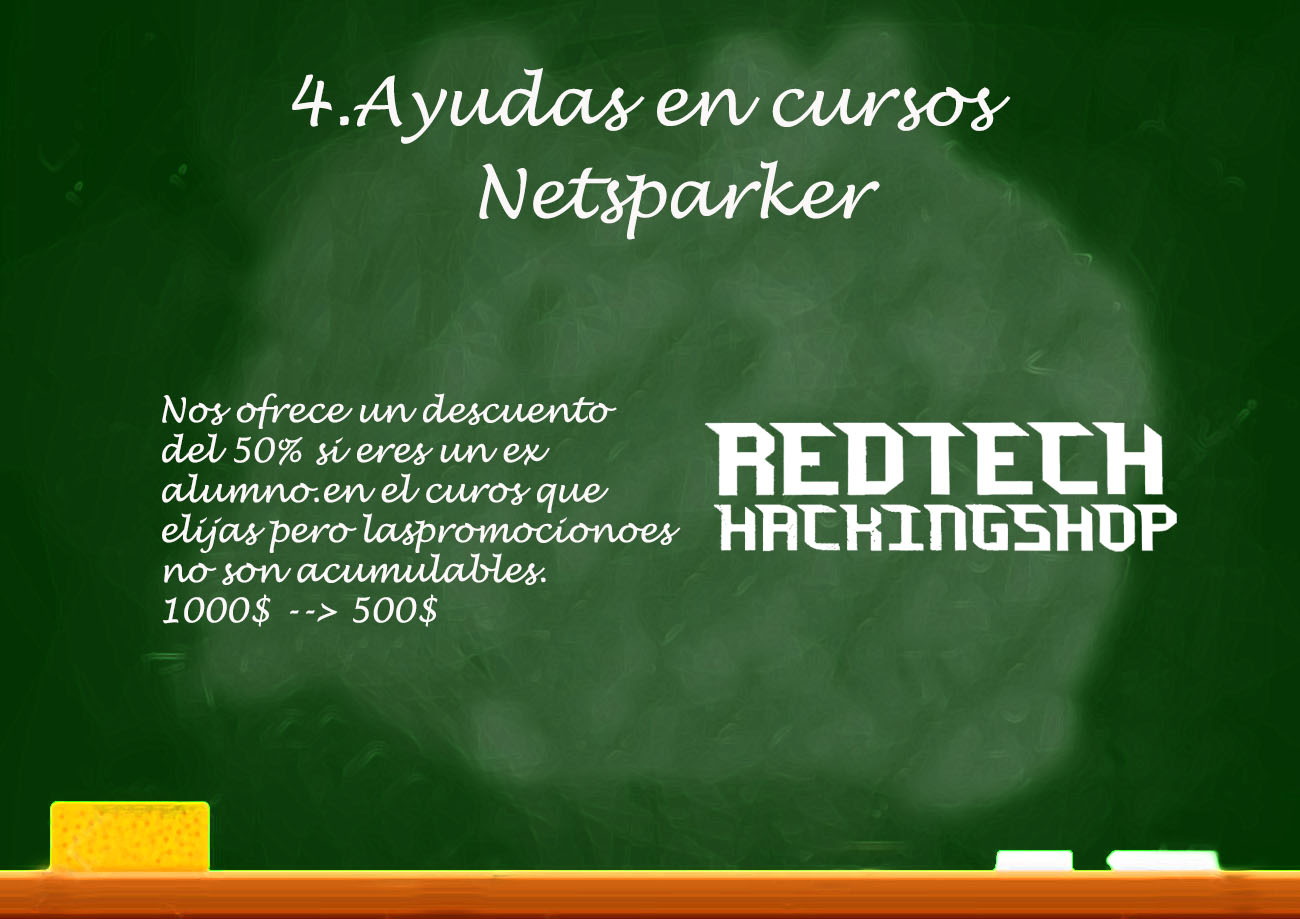 4.Ayudas en cursos
Netsparker
Nos ofrece un descuento
del 50% si eres un ex
alumno.en el curos que
elijas pero laspromocionoes
no son acumulables.
1000$ --> 500$
REDTECH
HACKINGSHOP